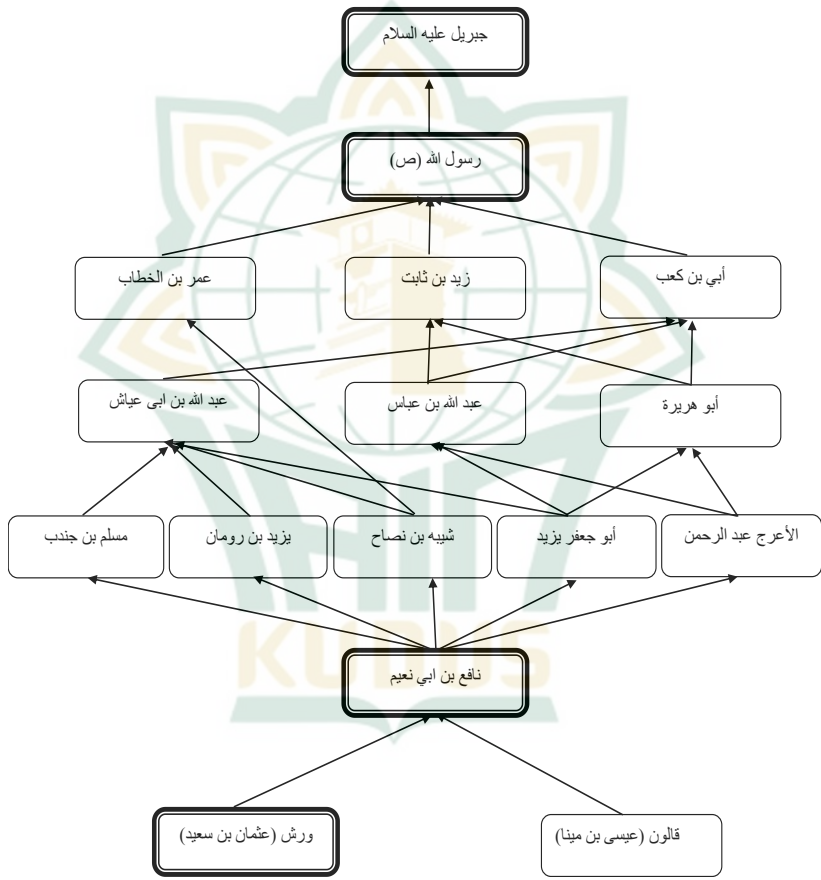 جبريل عليه السلام
رسول الله (ص)
أبي بن كعب
زيد بن ثابت
عمر بن الخطاب
أبو هريرة
عبد الله بن عباس
عبد الله بن ابى عياش
الأعرج عبد الرحمن
أبو جعفر يزيد
شيبه بن نصاح
يزيد بن رومان
مسلم بن جندب
KUDUS
نافع بن ابي نعيم
قالون (عيسى بن مينا)
ورش (عثمان بن سعيد)